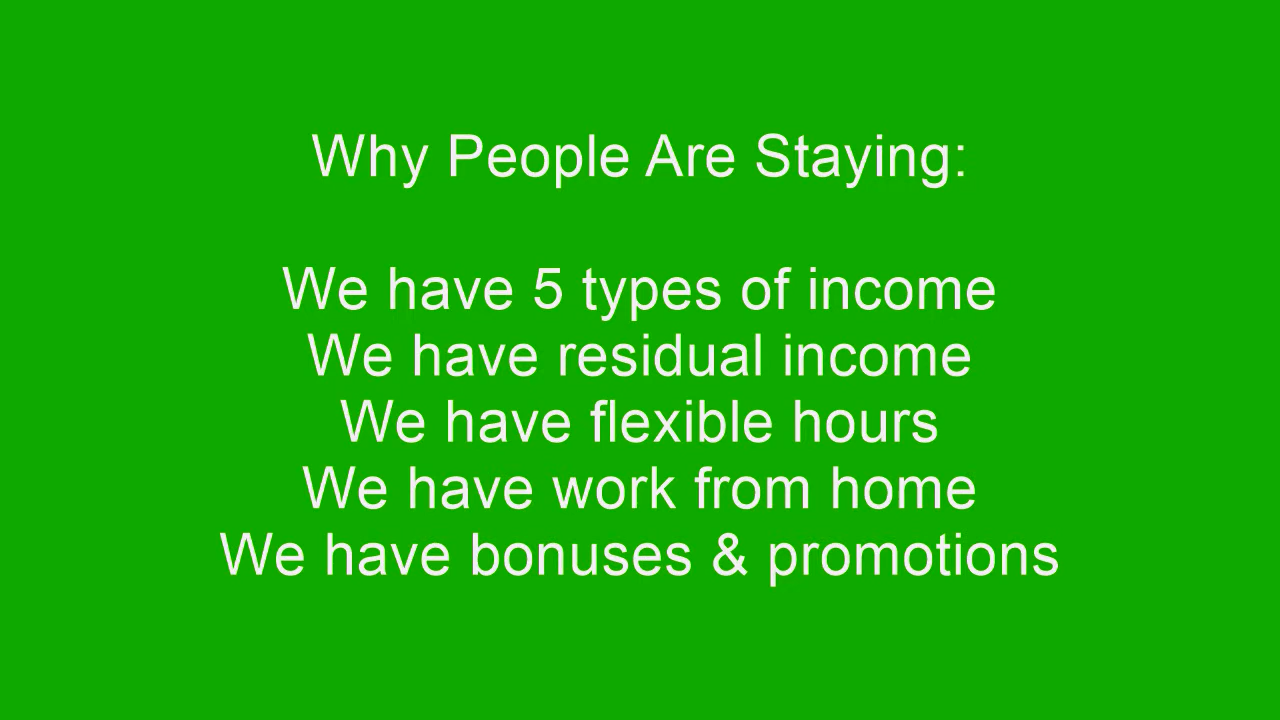 Why People Are Staying:
We have 5 types of income
We have residual income
We have flexible hours
We have work from home
We have bonuses & promotions